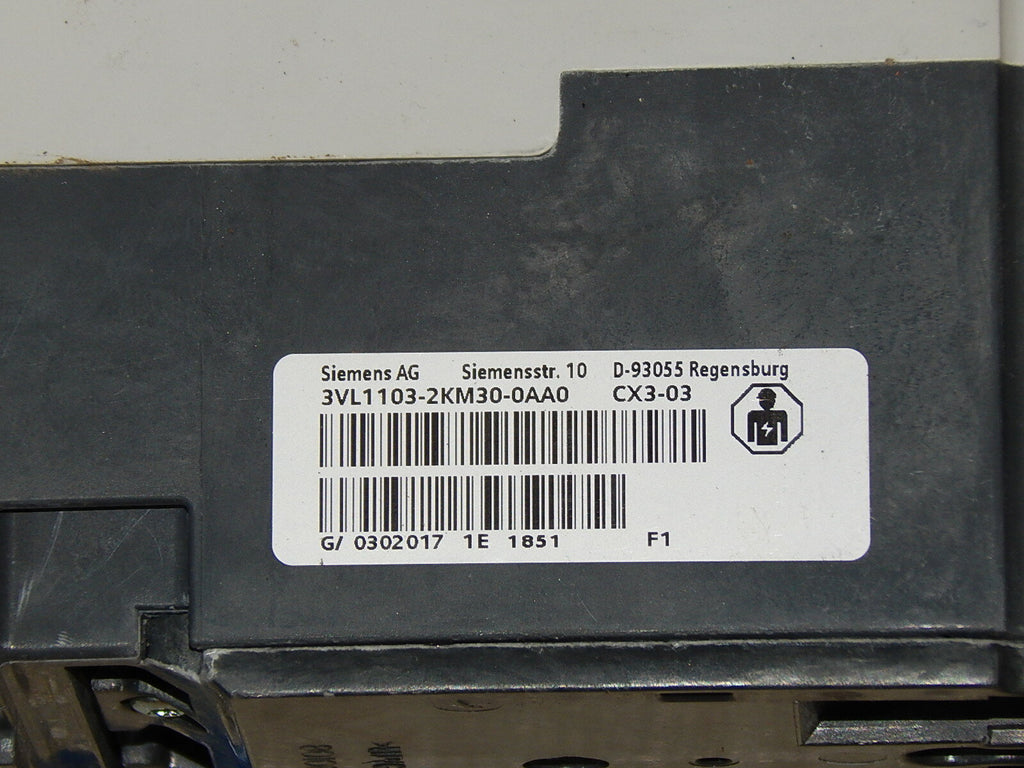 Siemens AG Siemensstr. 10 D-93055 Regensburg
3VL1103-2KM30-0AA0 CX3-03
G/ 0302017 1E 1851 F1